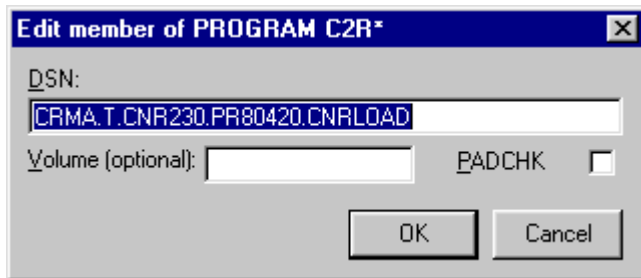 Edit member of PROGRAM C2R*
DSN:
CRMA.T.CNR230.PR80420.CNRLOAD
Volume (optional): PADCHK
OK Cancel